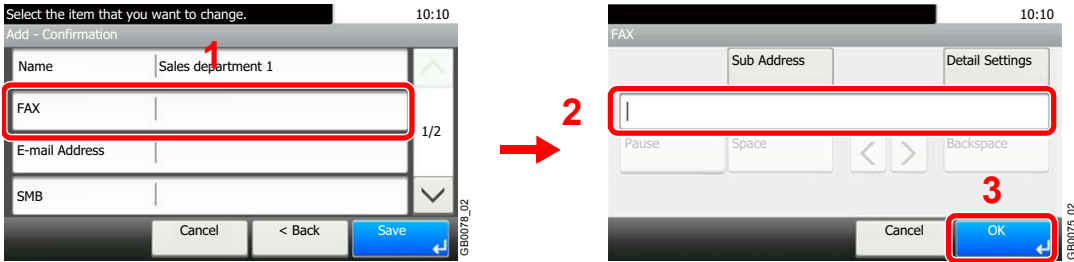 Select the item that you want to change.
10:10
Add - Confirmation
1
Name
Sales department 1
FAX
1/2
E-mail Address
SMB
Cancel
< Back
Save
GB0078_02
10:10
FAX
Sub Address
Detail Settings
2
Pause
Space
< >
Backspace
3
Cancel
OK
GB0075_02